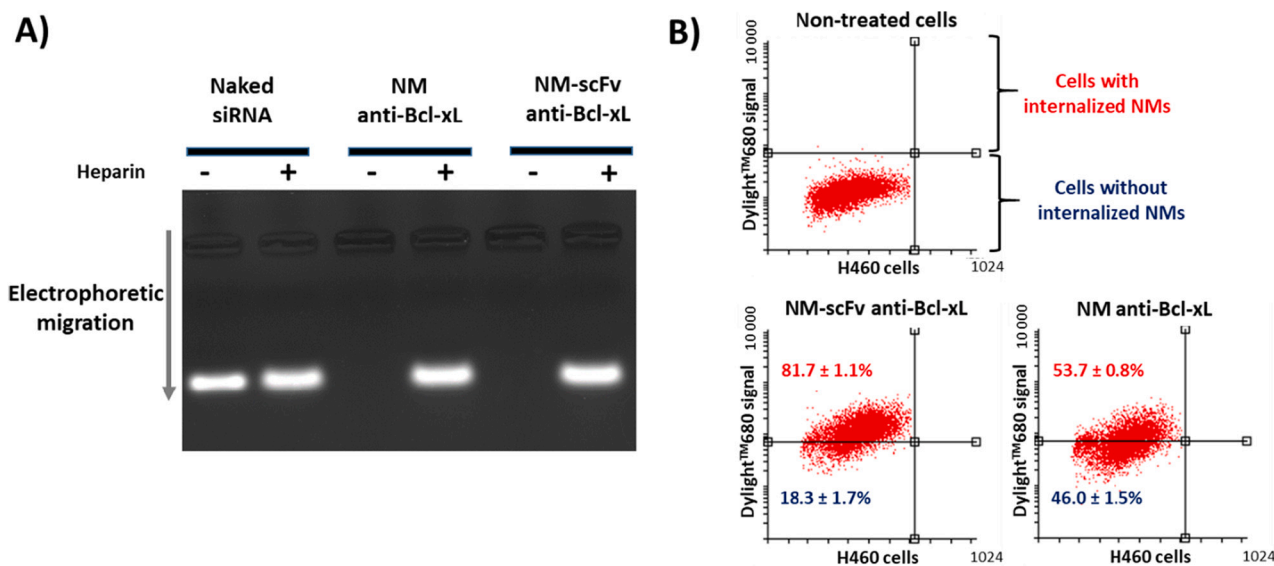 A)
Naked
siRNA
NM
anti-Bcl-xL
NM-scFv
anti-Bcl-xL
Heparin
-
+
-
+
-
+
Electrophoretic
migration
B)
Non-treated cells
10 000
Dylight™680 signal
H460 cells
1024
Cells with
internalized NMs
Cells without
internalized NMs
NM-scFv anti-Bcl-xL
10 000
Dylight™680 signal
81.7 ± 1.1%
18.3 ± 1.7%
H460 cells
1024
NM anti-Bcl-xL
10 000
Dylight™680 signal
53.7 ± 0.8%
46.0 ± 1.5%
H460 cells
1024